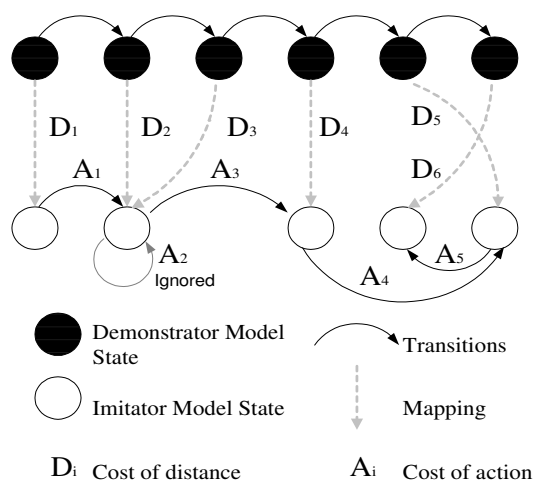 D1 D2 D3 D4 D5
D6
A1 A3
A2
Ignored
A4 A5
Demonstrator Model
State
Transitions
Imitator Model State
Mapping
Di Cost of distance
Ai Cost of action